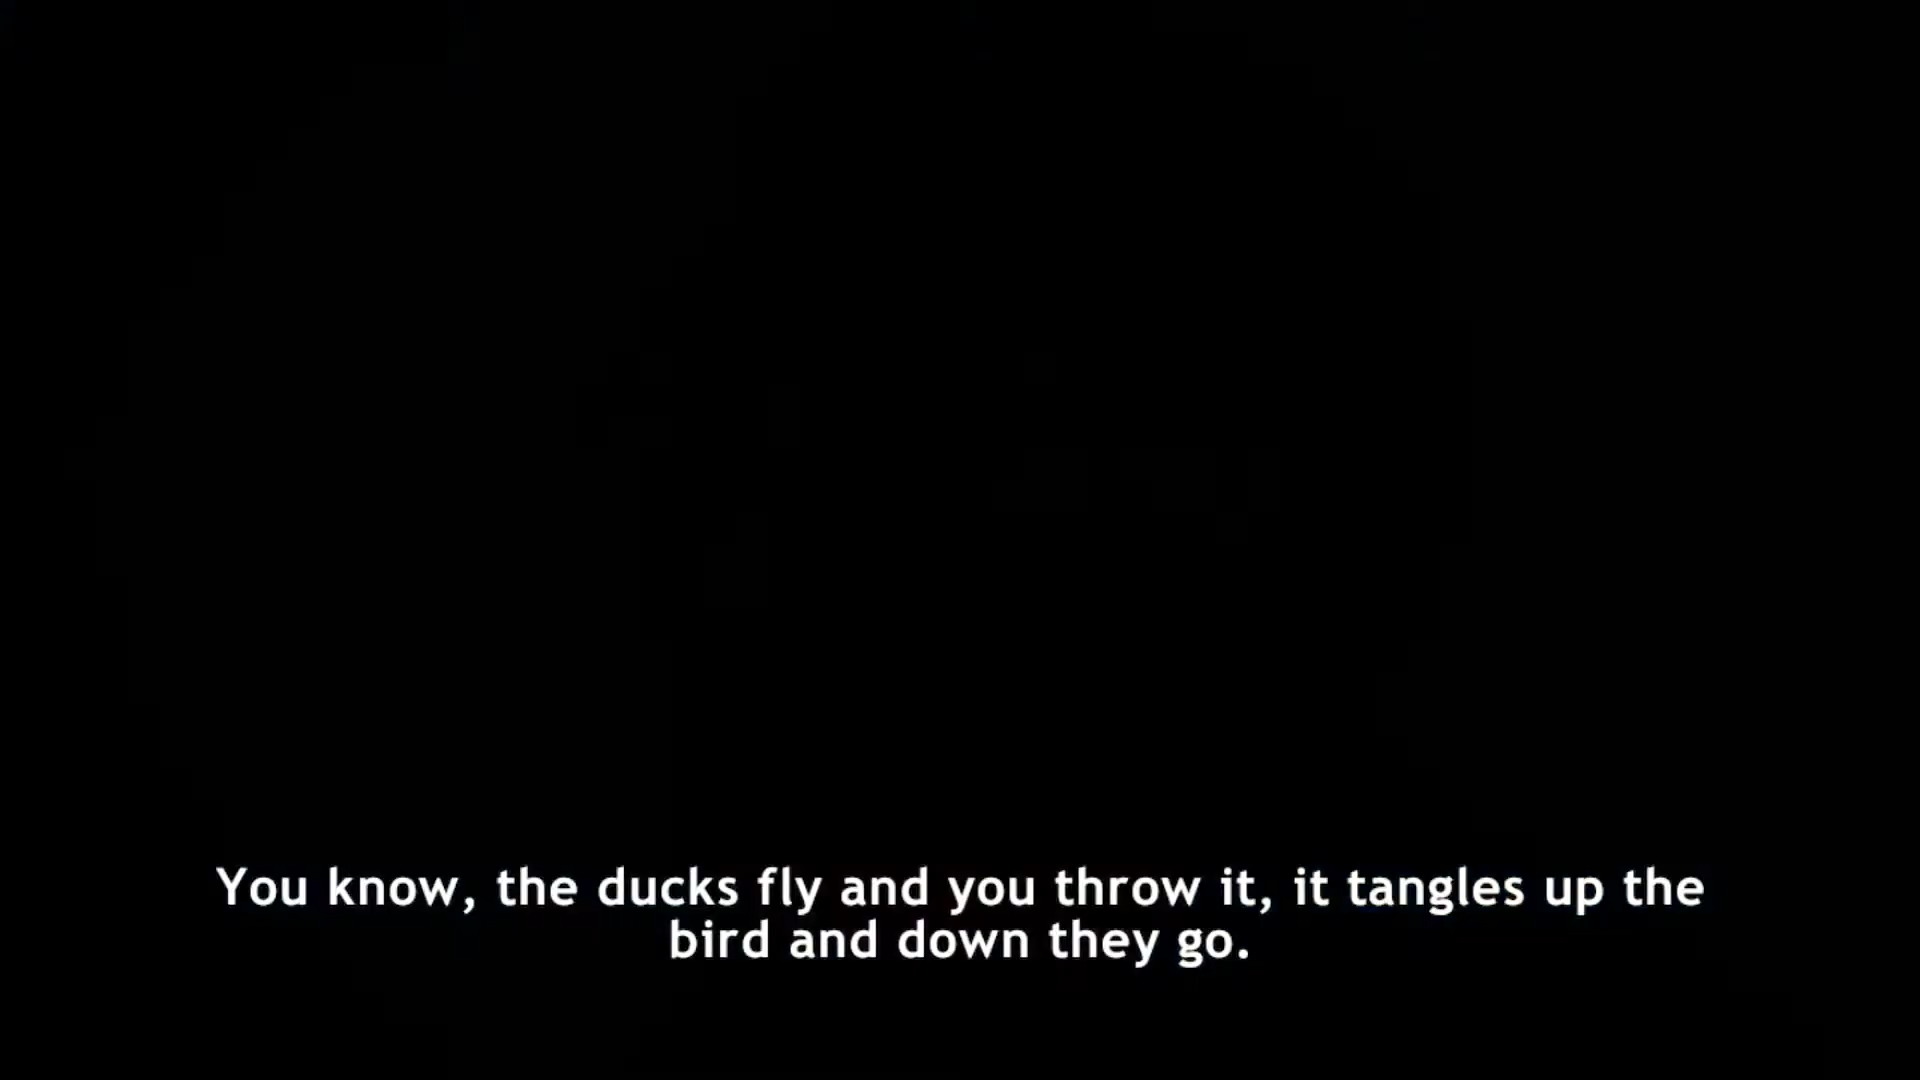 You know, the ducks fly and you throw it, it tangles up the
bird and down they go.